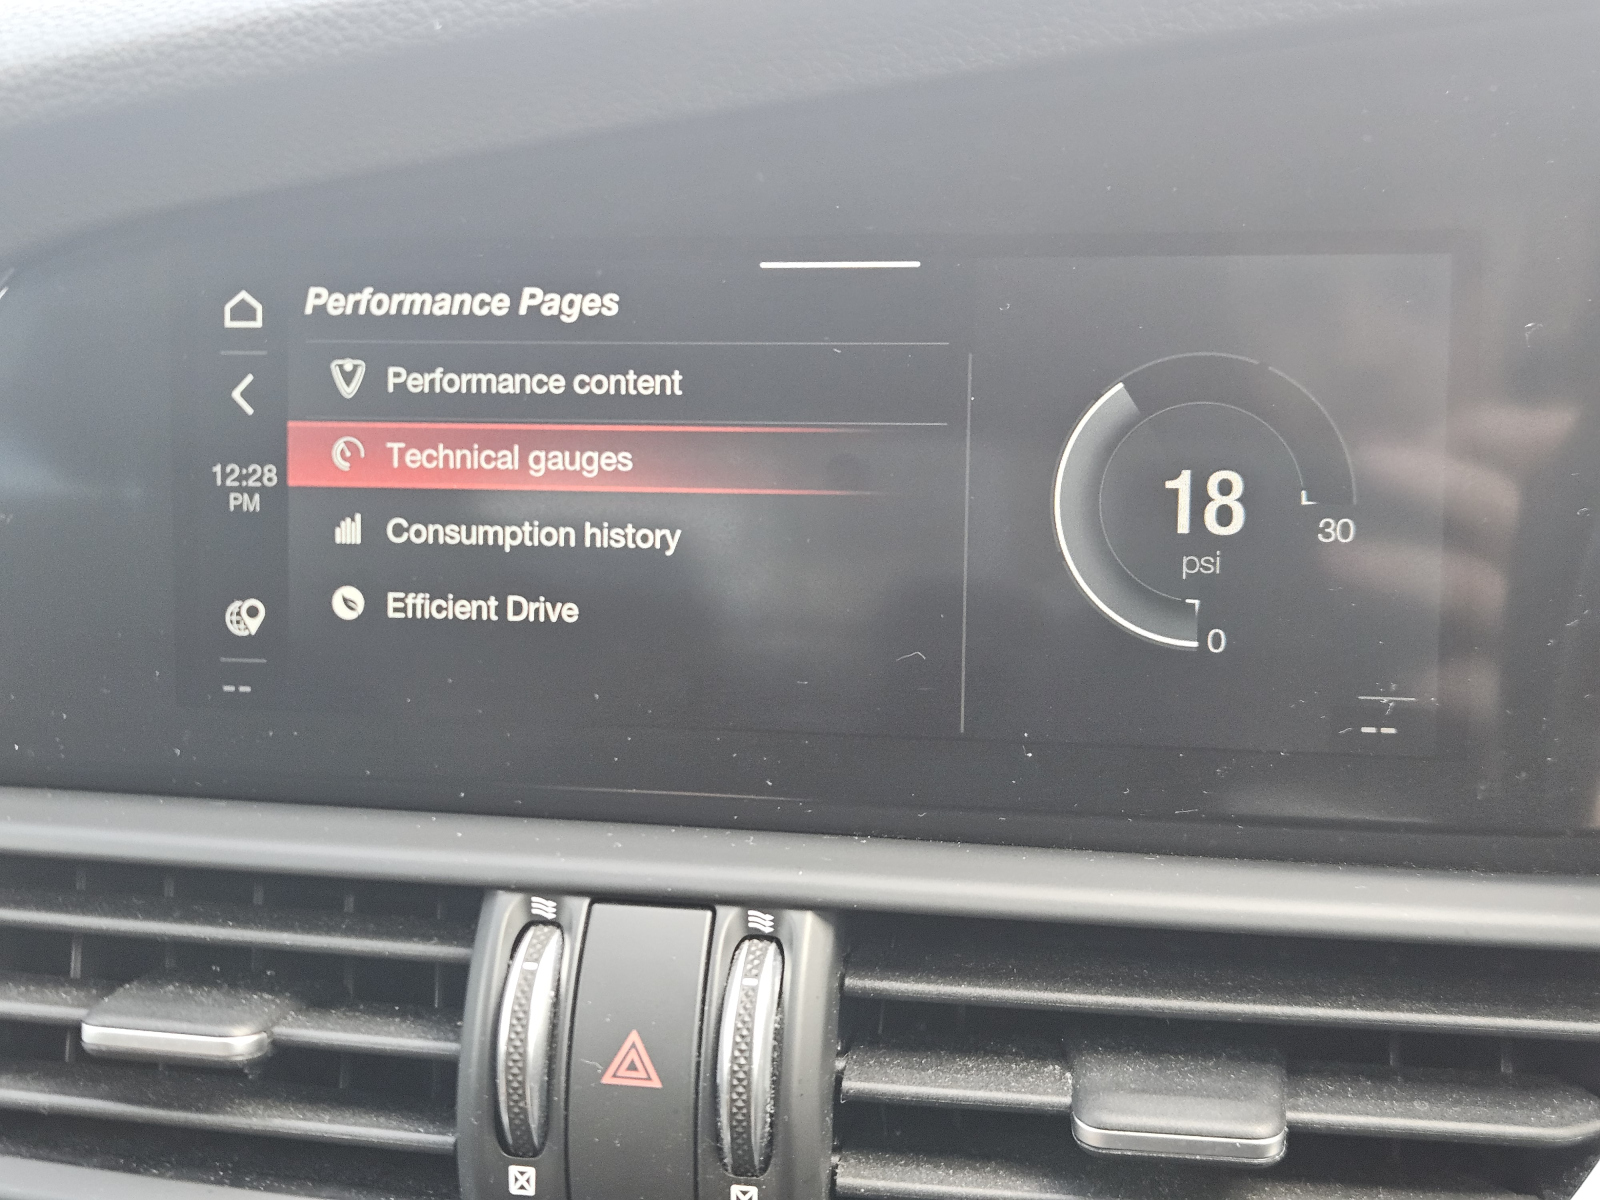 Performance Pages
Performance content
Technical gauges
12:28
PM
Consumption history
Efficient Drive
--
18
psi
30
0
--